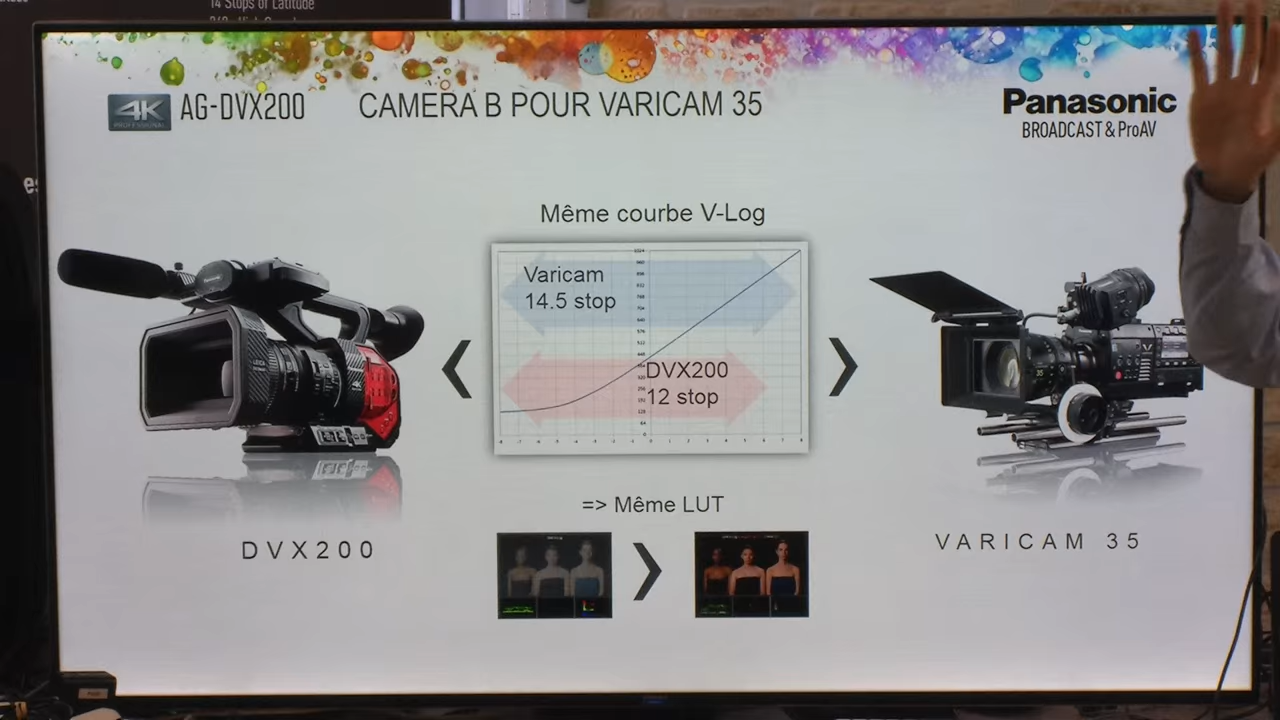 14 Stops of Latitude
4K
PROFESSIONAL
AG-DVX200
CAMERA B POUR VARICAM 35
Panasonic
BROADCAST & ProAV
Même courbe V-Log
Varicam
14.5 stop
DVX200
12 stop
=> Même LUT
DVX200
VARICAM 35